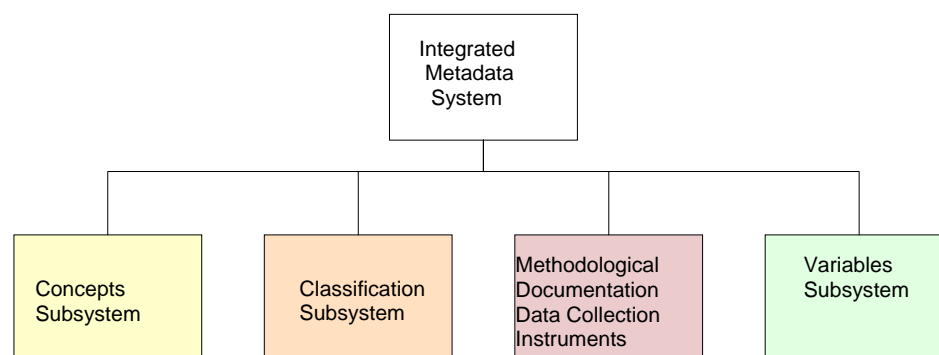 Integrated
Metadata
System
Concepts
Subsystem
Classification
Subsystem
Methodological
Documentation
Data Collection
Instruments
Variables
Subsystem